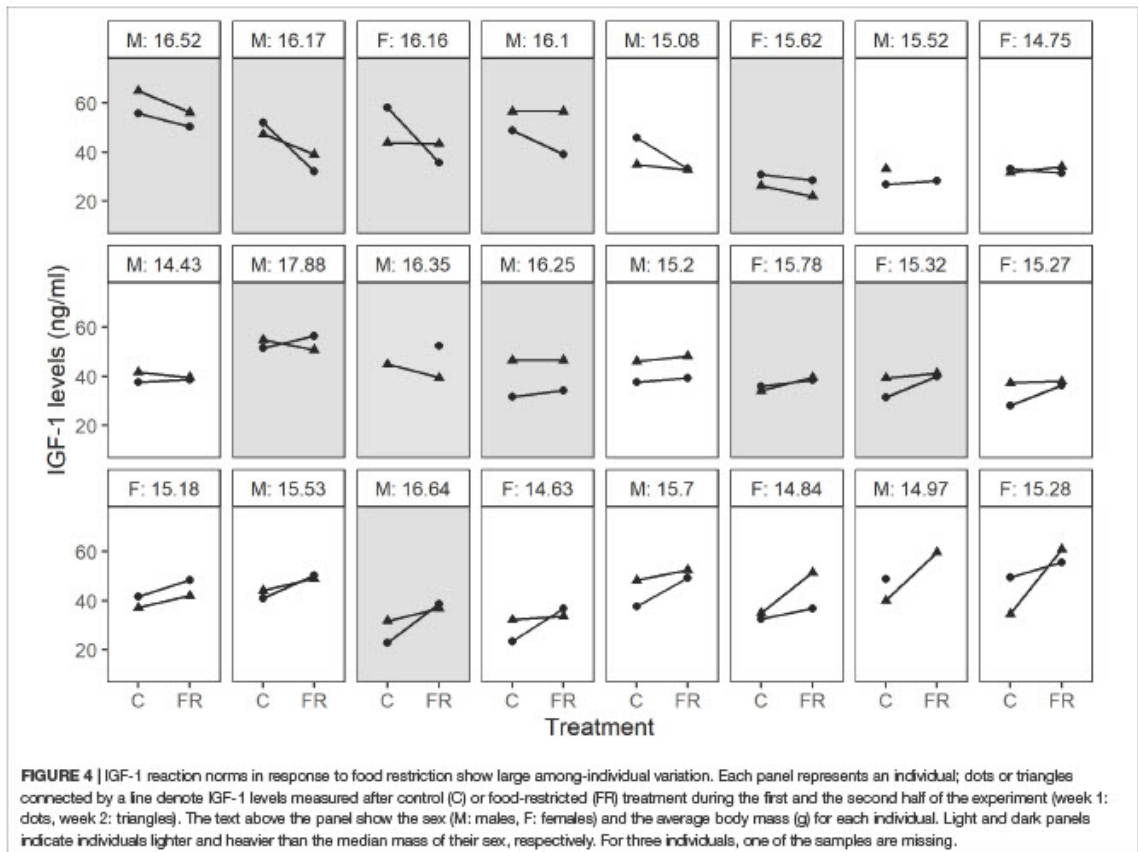 M: 16.52 M: 16.17 F: 16.16 M: 16.1 M: 15.08 F: 15.62 M: 15.52 F: 14.75
60
40
20
M: 14.43 M: 17.88 M: 16.35 M: 16.25 M: 15.2 F: 15.78 F: 15.32 F: 15.27
60
40
20
IGF-1 levels (ng/ml)
F: 15.18 M: 15.53 M: 16.64 F: 14.63 M: 15.7 F: 14.84 M: 14.97 F: 15.28
60
40
20
C FR C FR C FR C FR C FR C FR C FR C FR
Treatment
FIGURE 4 | IGF-1 reaction norms in response to food restriction show large among-individual variation. Each panel represents an individual; dots or triangles
connected by a line denote IGF-1 levels measured after control (C) or food-restricted (FR) treatment during the first and the second half of the experiment (week 1:
dots, week 2: triangles). The text above the panel show the sex (M: males, F: females) and the average body mass (g) for each individual. Light and dark panels
indicate individuals lighter and heavier than the median mass of their sex, respectively. For three individuals, one of the samples are missing.